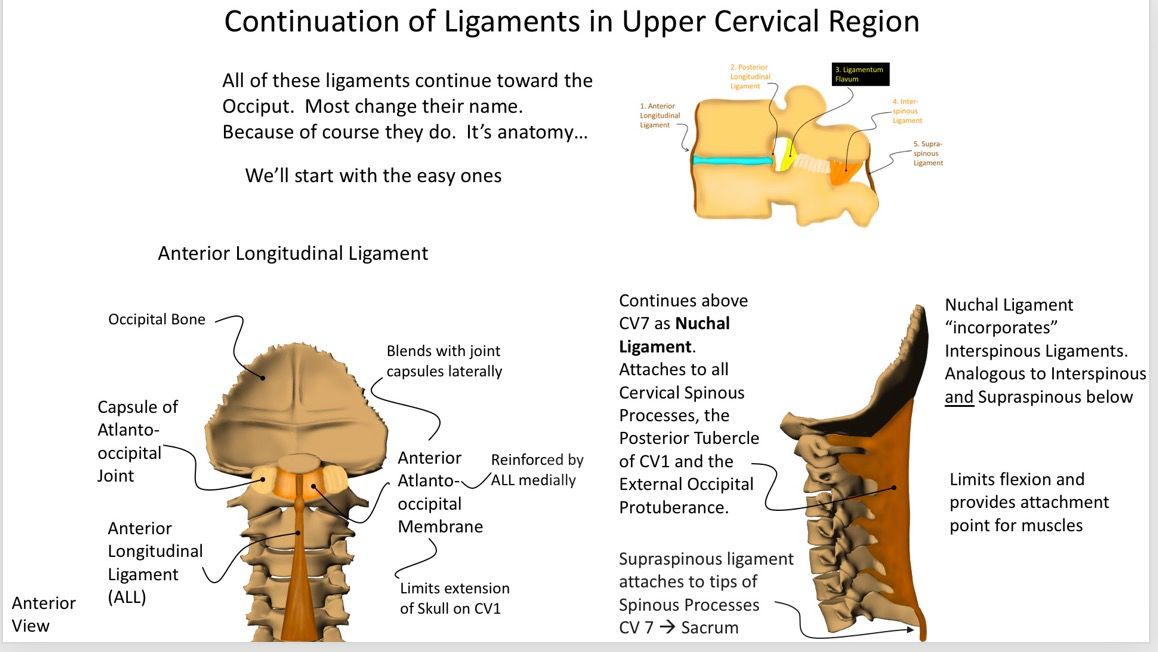 Continuation of Ligaments in Upper Cervical Region
All of these ligaments continue toward the
Occiput. Most change their name.
Because of course they do. It's anatomy...
We'll start with the easy ones
1. Anterior
Longitudinal
Ligament
2. Posterior
Longitudinal
Ligament
3. Ligamentum
Flavum
4. Inter-
spinous
Ligament
5. Supra-
spinous
Ligament
Anterior Longitudinal Ligament
Occipital Bone
Blends with joint
capsules laterally
Capsule of
Atlanto-
occipital
Joint
Anterior
Atlanto-
occipital
Membrane
Reinforced by
ALL medially
Anterior
Longitudinal
Ligament
(ALL)
Limits extension
of Skull on CV1
Anterior
View
Continues above
CV7 as Nuchal
Ligament.
Attaches to all
Cervical Spinous
Processes, the
Posterior Tubercle
of CV1 and the
External Occipital
Protuberance.
Supraspinous ligament
attaches to tips of
Spinous Processes
CV 7 → Sacrum
Nuchal Ligament
"incorporates"
Interspinous Ligaments.
Analogous to Interspinous
and Supraspinous below
Limits flexion and
provides attachment
point for muscles